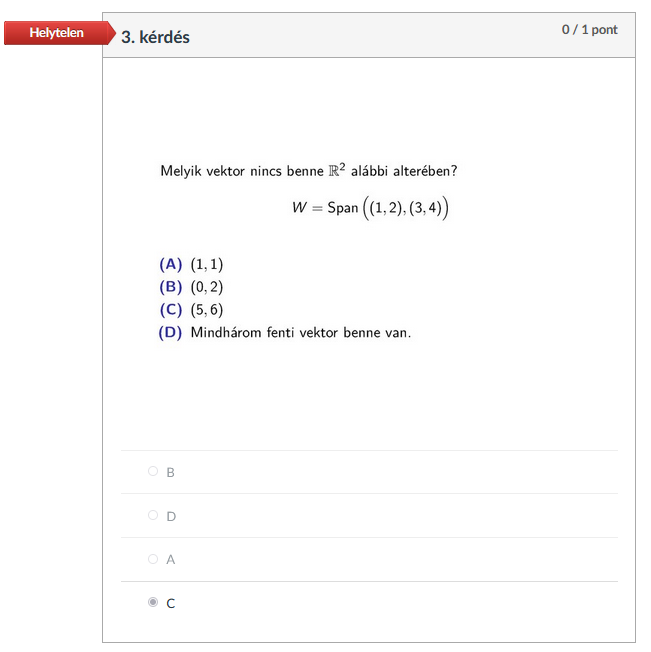 Helytelen
3. kérdés
0 / 1 pont
Melyik vektor nincs benne ℝ² alábbi alterében?
W = Span ((1, 2), (3, 4))
(A) (1, 1)
(B) (0, 2)
(C) (5, 6)
(D) Mindhárom fenti vektor benne van.
B
D
A
C